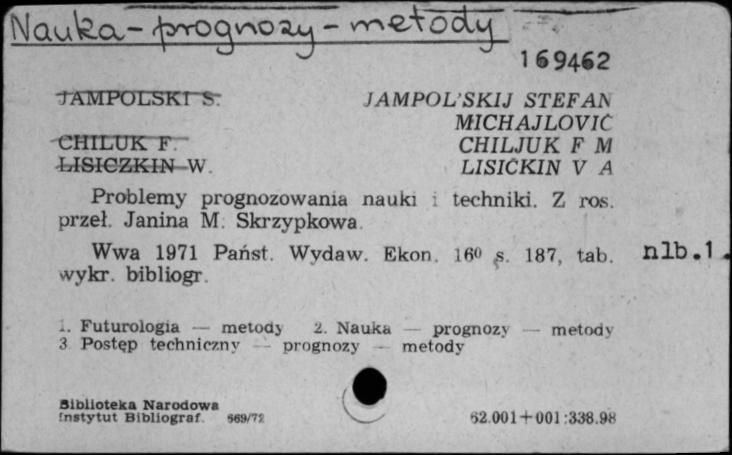 Nauka - prognozy - metody
169462
JAMPOLSKI S. JAMPOL'SKIJ STEFAN
MICHAJLOVIČ
CHILUK F. CHILJUK F M
LISICZKIN W. LISIČKIN V A
Problemy prognozowania nauki i techniki. Z ros.
przeł. Janina M. Skrzypkowa.
Wwa 1971 Państ. Wydaw. Ekon. 16⁰ s. 187, tab. nlb.1.
wykr. bibliogr.
1. Futurologia — metody 2. Nauka — prognozy — metody
3 Postęp techniczny — prognozy — metody
Biblioteka Narodowa
Instytut Bibliograf. 669/72 62.001+001:338.98